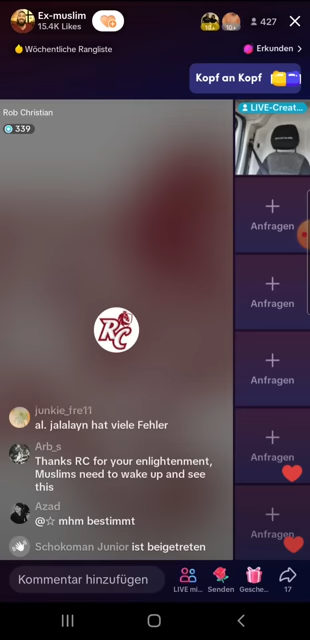 Ex-muslim
15.4K Likes
10+
10+
427
Wöchentliche Rangliste
Erkunden
Kopf an Kopf
Rob Christian
339
LIVE-Creat...
RC
Anfragen
Anfragen
Anfragen
Anfragen
Anfragen
junkie_fre11
al. jalalayn hat viele Fehler
Arb_s
Thanks RC for your enlightenment,
Muslims need to wake up and see
this
Azad
@☆ mhm bestimmt
Schokoman Junior ist beigetreten
Kommentar hinzufügen
LIVE mi...
Senden
Gesche...
17